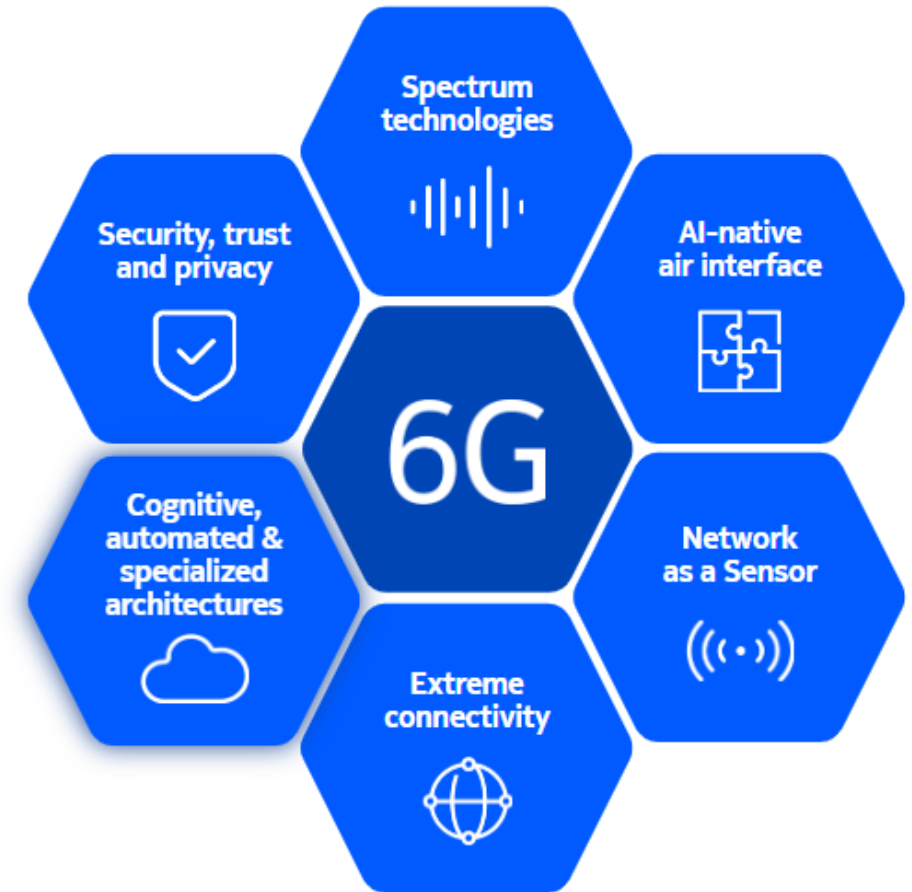 Spectrum
technologies
Security, trust
and privacy
AI-native
air interface
6G
Cognitive,
automated &
specialized
architectures
Network
as a Sensor
Extreme
connectivity